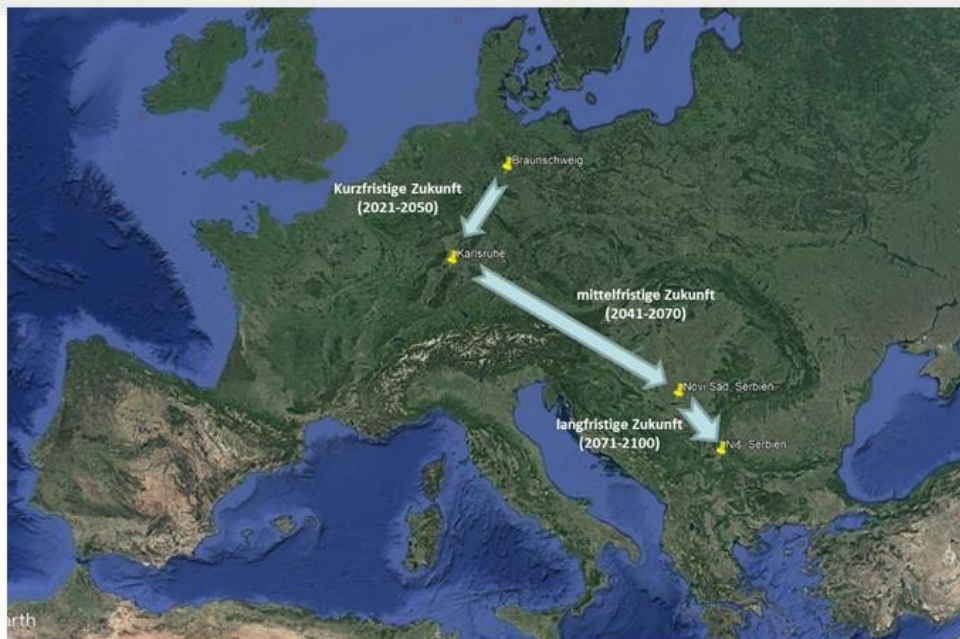 Braunschweig
Kurzfristige Zukunft
(2021-2050)
Karlsruhe
mittelfristige Zukunft
(2041-2070)
Novi Sad, Serbien
langfristige Zukunft
(2071-2100)
Niš, Serbien
arth